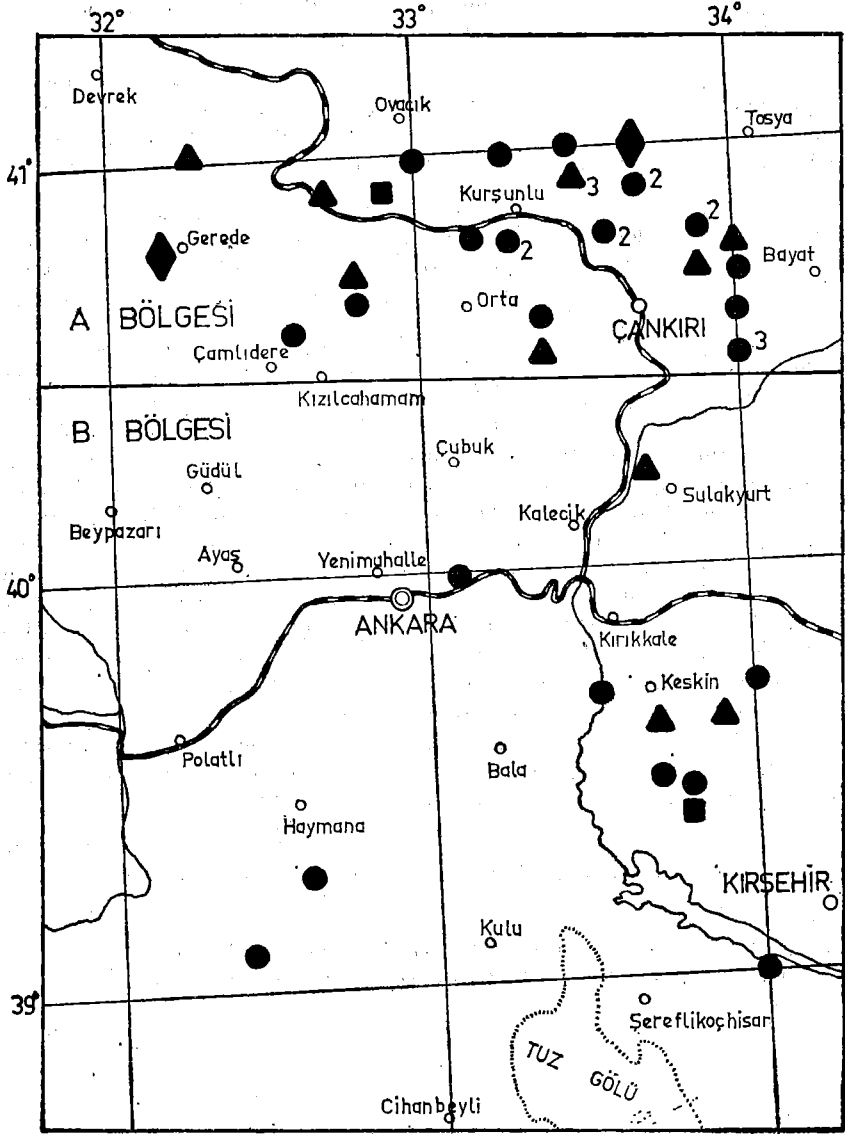 32° 33° 34°
Devrek
Ovacık
Tosya
41°
3
2
Kurşunlu
2
Gerede
2
2
Bayat
A BÖLGESİ
Orta
ÇANKIRI
3
Çamlıdere
Kızılcahamam
B BÖLGESİ
Çubuk
Güdül
Sulakyurt
Beypazarı
Kalecik
Ayaş
Yenimuhalle
40°
ANKARA
Kırıkkale
Keskin
Polatlı
Bala
Haymana
KIRSEHİR
Kulu
39°
Şereflikoçhisar
TUZ GÖLÜ
Cihanbeyli